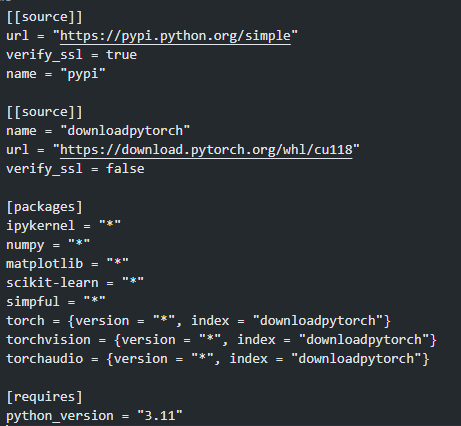 [[source]]
url = "https://pypi.python.org/simple"
verify_ssl = true
name = "pypi"

[[source]]
name = "downloadpytorch"
url = "https://download.pytorch.org/whl/cu118"
verify_ssl = false

[packages]
ipykernel = "*"
numpy = "*"
matplotlib = "*"
scikit-learn = "*"
simpful = "*"
torch = {version = "*", index = "downloadpytorch"}
torchvision = {version = "*", index = "downloadpytorch"}
torchaudio = {version = "*", index = "downloadpytorch"}

[requires]
python_version = "3.11"